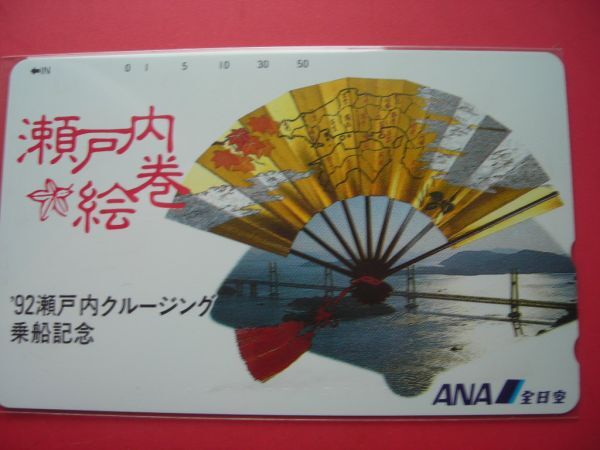 IN 0 1 5 10 30 50
瀬戸内
絵巻
'92瀬戸内クルージング
乗船記念
ANA 全日空